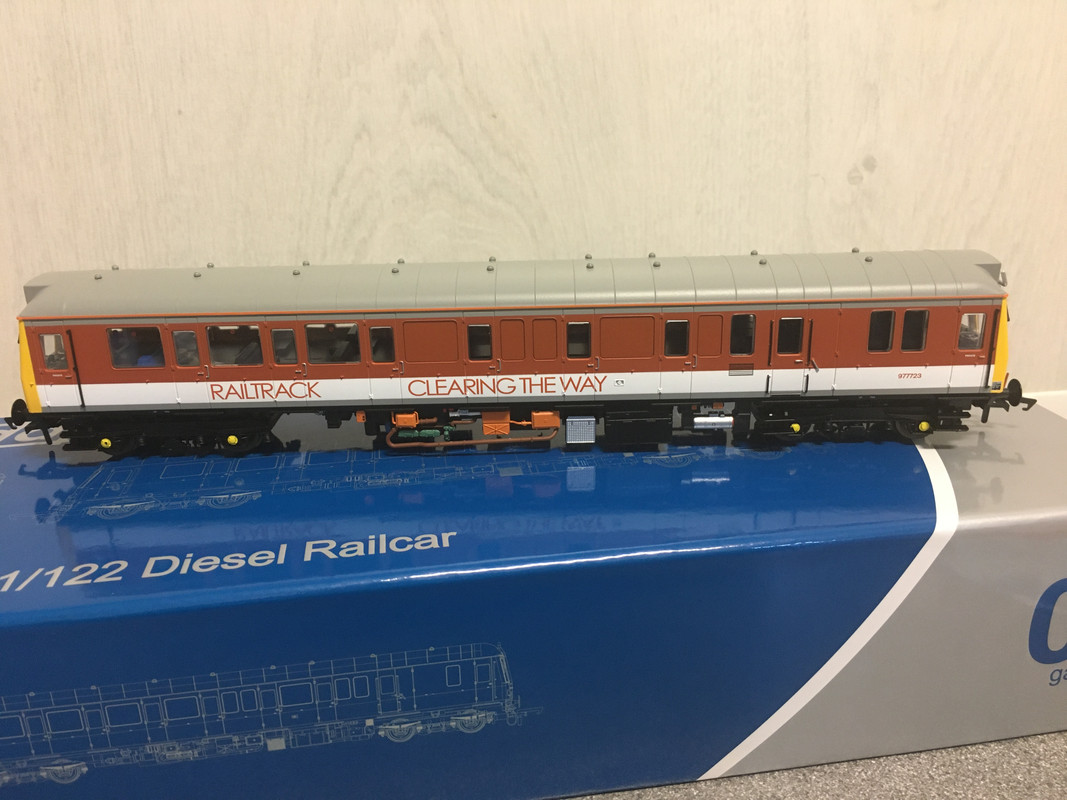 RAILTRACK CLEARING THE WAY
977723
1/122 Diesel Railcar